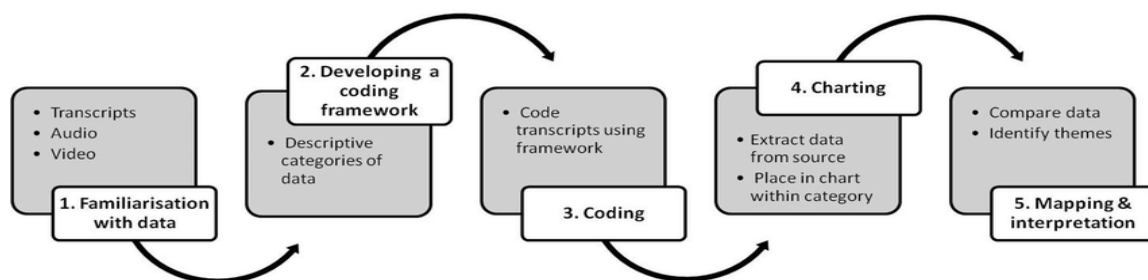 • Transcripts
• Audio
• Video
1. Familiarisation
with data
2. Developing a
coding
framework
• Descriptive
categories of
data
• Code
transcripts using
framework
3. Coding
4. Charting
• Extract data
from source
• Place in chart
within category
• Compare data
• Identify themes
5. Mapping &
interpretation